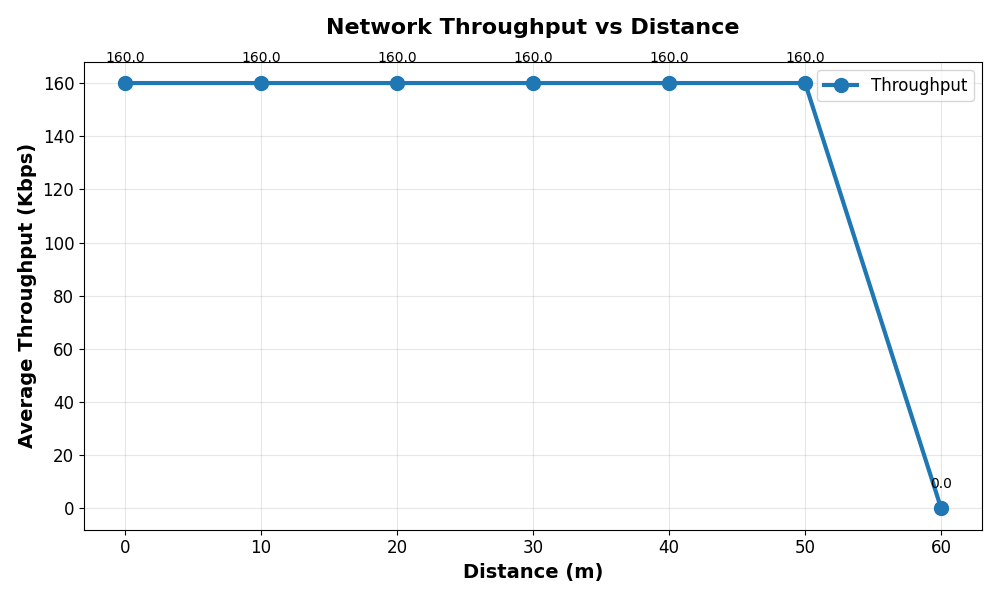 Network Throughput vs Distance
160.0 160.0 160.0 160.0 160.0 160.0
Throughput
160
140
120
100
80
60
40
20
0
Average Throughput (Kbps)
0.0
0 10 20 30 40 50 60
Distance (m)